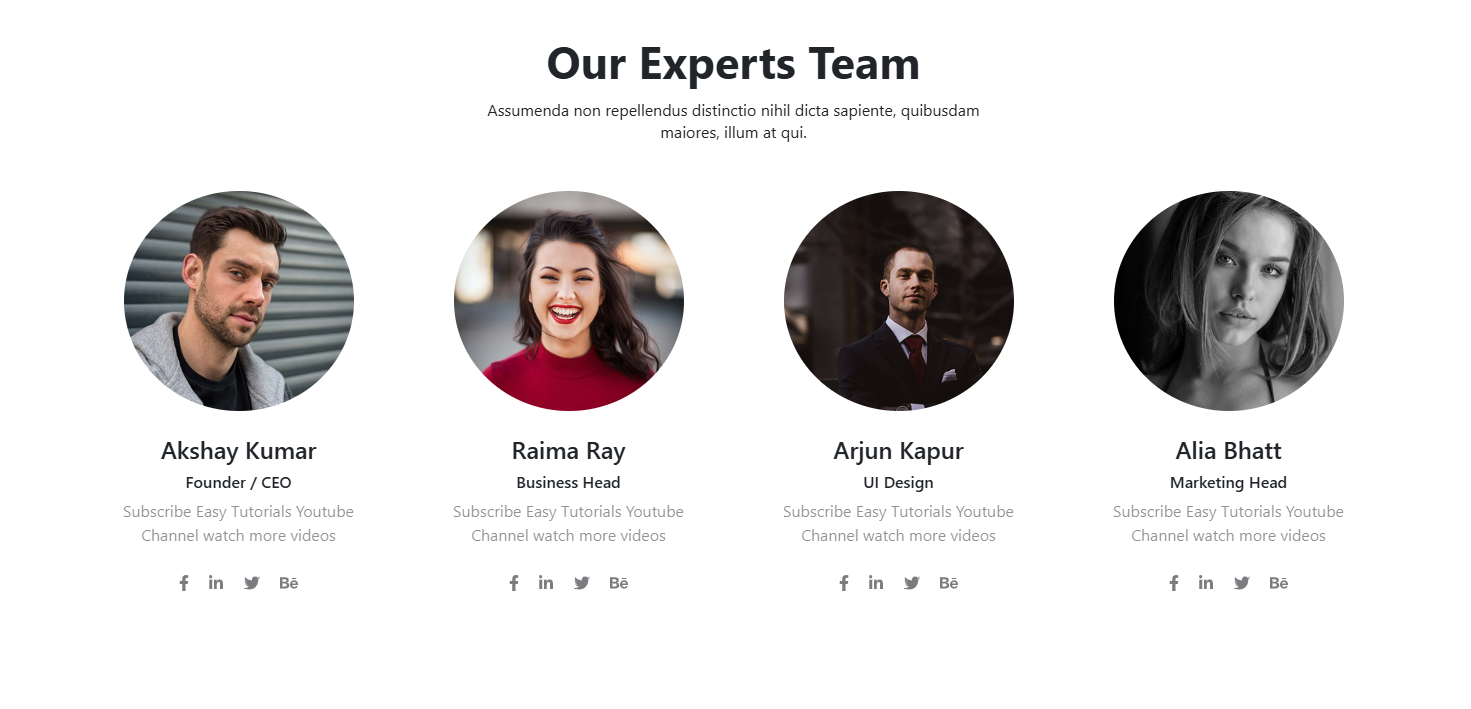 Our Experts Team
Assumenda non repellendus distinctio nihil dicta sapiente, quibusdam
maiores, illum at qui.
Akshay Kumar
Founder / CEO
Subscribe Easy Tutorials Youtube
Channel watch more videos
f in Bē
Raima Ray
Business Head
Subscribe Easy Tutorials Youtube
Channel watch more videos
f in Bē
Arjun Kapur
UI Design
Subscribe Easy Tutorials Youtube
Channel watch more videos
f in Bē
Alia Bhatt
Marketing Head
Subscribe Easy Tutorials Youtube
Channel watch more videos
f in Bē